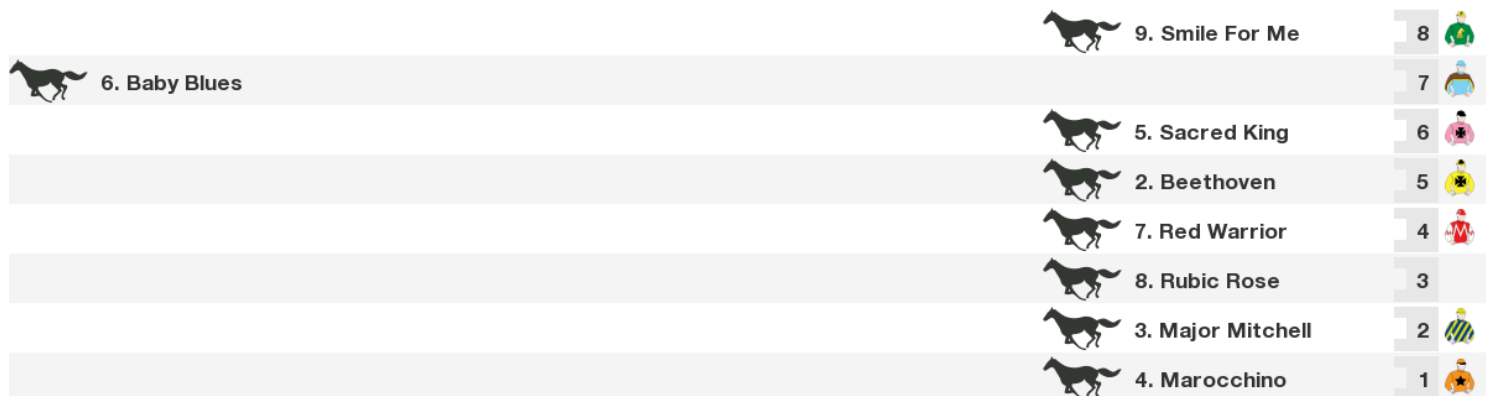 9. Smile For Me 8
6. Baby Blues 7
5. Sacred King 6
2. Beethoven 5
7. Red Warrior 4
8. Rubic Rose 3
3. Major Mitchell 2
4. Marocchino 1